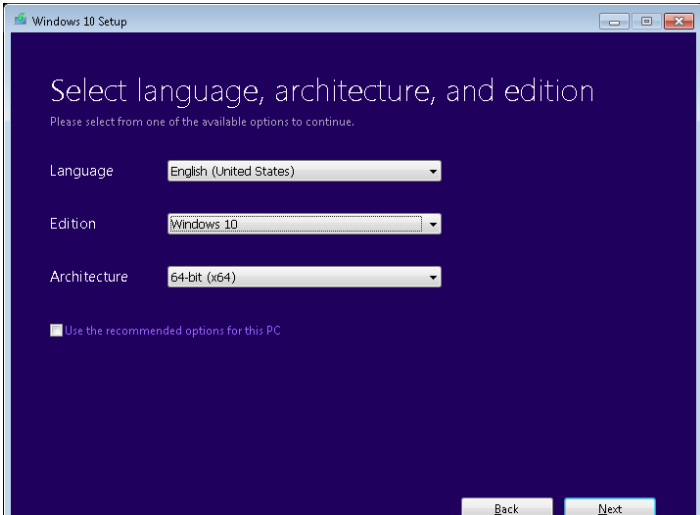 Windows 10 Setup
Select language, architecture, and edition
Please select from one of the available options to continue.
Language English (United States)
Edition Windows 10
Architecture 64-bit (x64)
Use the recommended options for this PC
Back Next